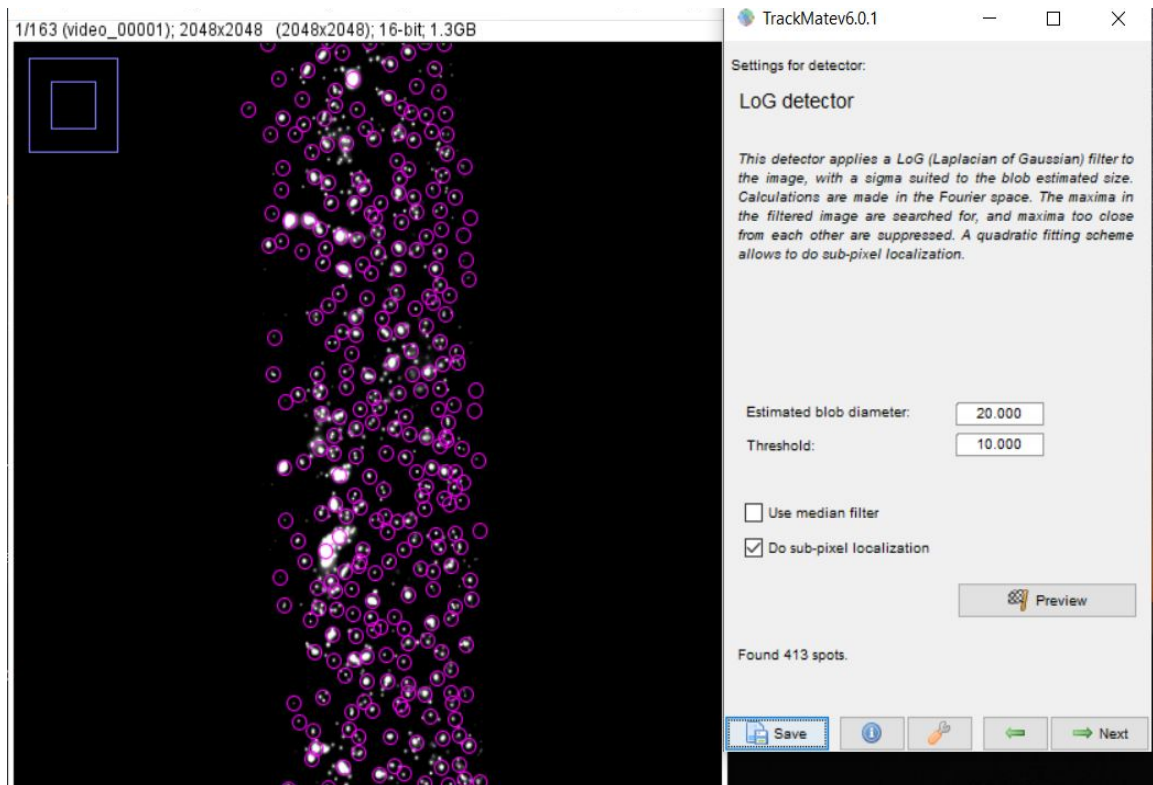 1/163 (video_00001); 2048x2048 (2048x2048); 16-bit; 1.3GB
TrackMatev6.0.1
Settings for detector:
LoG detector
This detector applies a LoG (Laplacian of Gaussian) filter to
the image, with a sigma suited to the blob estimated size.
Calculations are made in the Fourier space. The maxima in
the filtered image are searched for, and maxima too close
from each other are suppressed. A quadratic fitting scheme
allows to do sub-pixel localization.
Estimated blob diameter: 20.000
Threshold: 10.000
Use median filter
Do sub-pixel localization
Preview
Found 413 spots.
Save Next